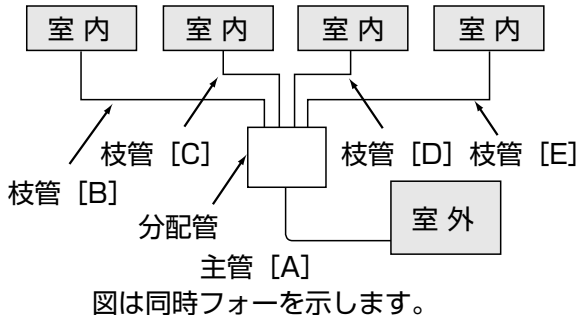 室内 室内 室内 室内
枝管［C］ 枝管［D］ 枝管［E］
枝管［B］
分配管
室外
主管［A］
図は同時フォーを示します。